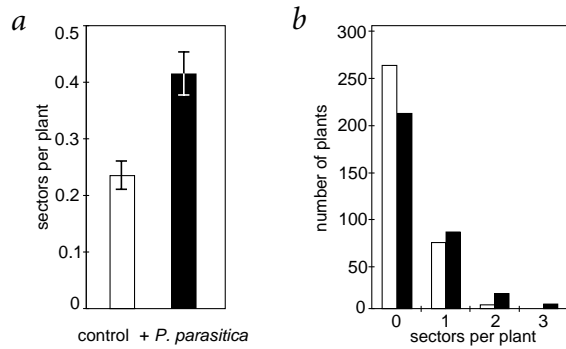 a
sectors per plant
0.5
0.4
0.3
0.2
0.1
0
control + P. parasitica
b
number of plants
300
250
200
150
100
50
0
0 1 2 3
sectors per plant